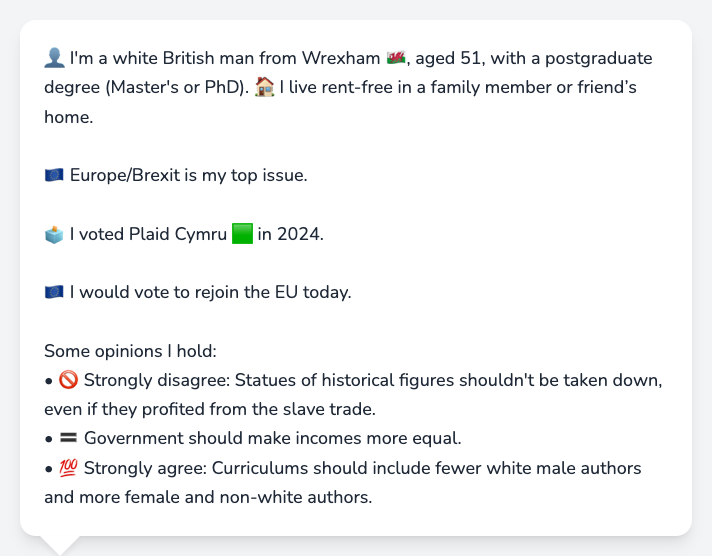 👤 I'm a white British man from Wrexham 🏴󠁧󠁢󠁷󠁬󠁳󠁿, aged 51, with a postgraduate
degree (Master's or PhD). 🏠 I live rent-free in a family member or friend’s
home.
🇪🇺 Europe/Brexit is my top issue.
🗳️ I voted Plaid Cymru 🟩 in 2024.
🇪🇺 I would vote to rejoin the EU today.
Some opinions I hold:
• 🚫 Strongly disagree: Statues of historical figures shouldn't be taken down,
even if they profited from the slave trade.
• 🟰 Government should make incomes more equal.
• 💯 Strongly agree: Curriculums should include fewer white male authors
and more female and non-white authors.